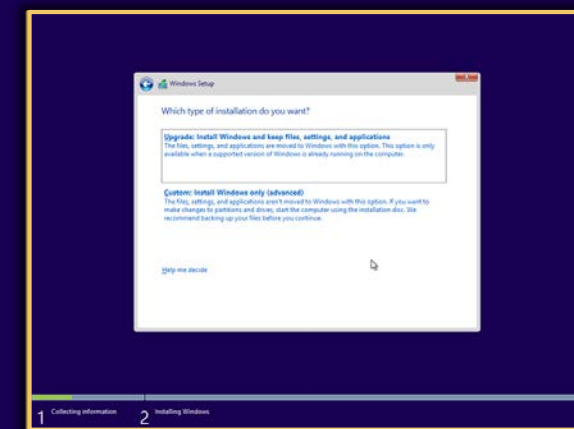 Windows Setup
Which type of installation do you want?
Upgrade: Install Windows and keep files, settings, and applications
The files, settings, and applications are moved to Windows with this option. This option is only
available when a supported version of Windows is already running on the computer.
Custom: Install Windows only (advanced)
The files, settings, and applications aren't moved to Windows with this option. If you want to
make changes to partitions and drives, start the computer using the installation disc. We
recommend backing up your files before you continue.
Help me decide
1 Collecting information 2 Installing Windows